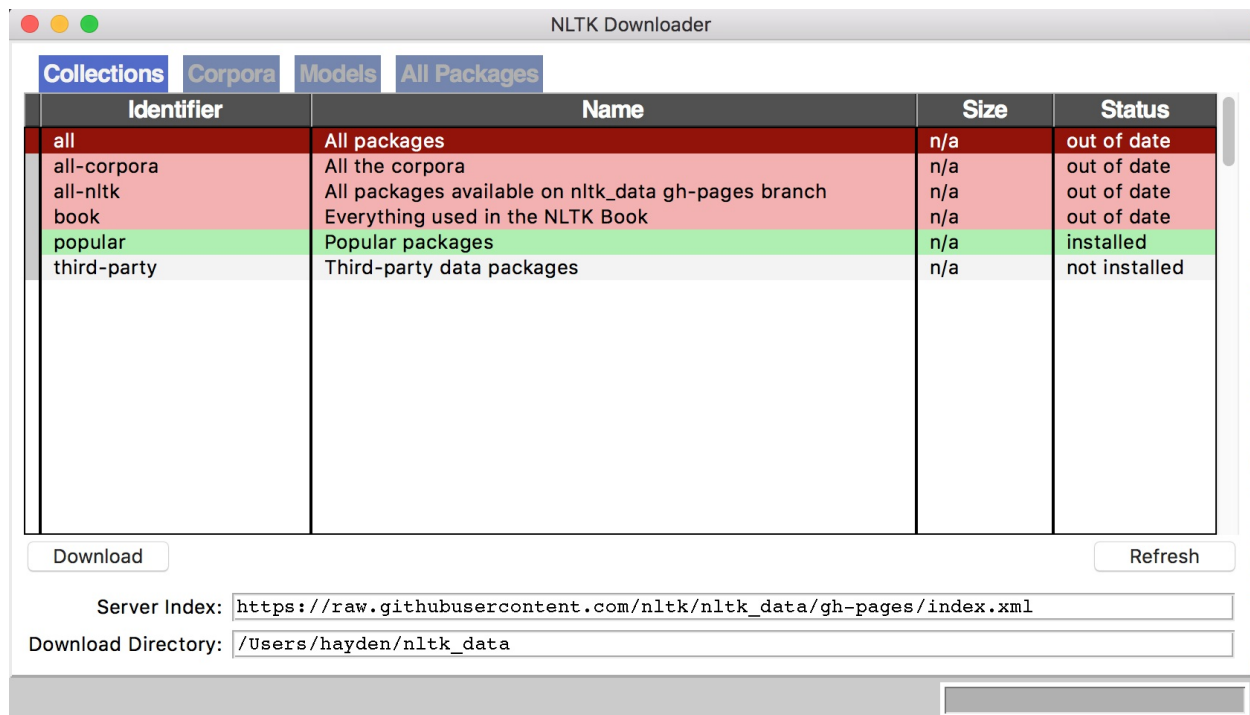 NLTK Downloader
Collections Corpora Models All Packages
Identifier Name Size Status
all All packages n/a out of date
all-corpora All the corpora n/a out of date
all-nltk All packages available on nltk_data gh-pages branch n/a out of date
book Everything used in the NLTK Book n/a out of date
popular Popular packages n/a installed
third-party Third-party data packages n/a not installed
Download Refresh
Server Index: https://raw.githubusercontent.com/nltk/nltk_data/gh-pages/index.xml
Download Directory: /Users/hayden/nltk_data